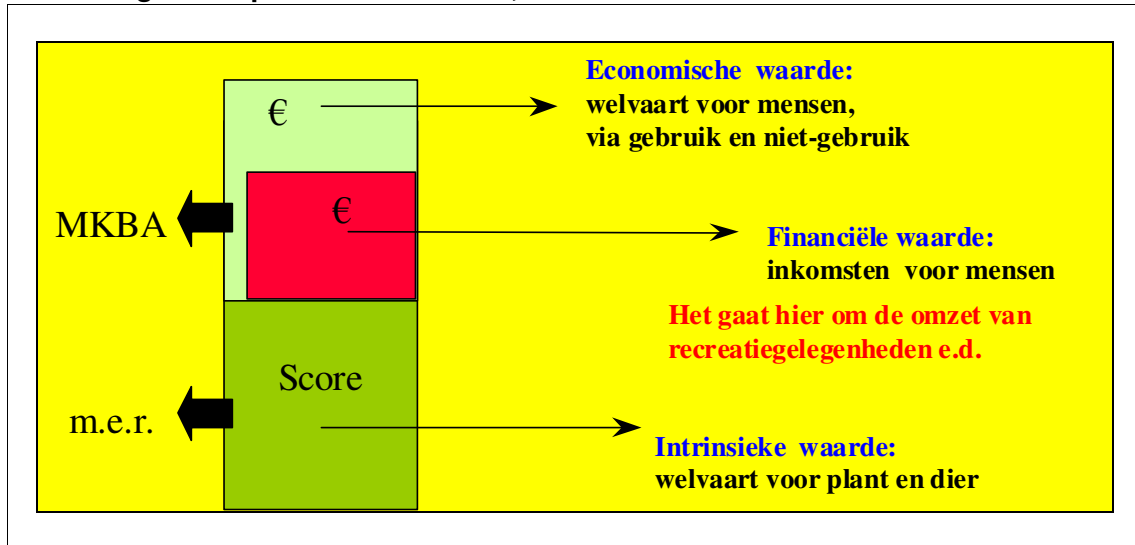 Economische waarde:
welvaart voor mensen,
via gebruik en niet-gebruik
€
€
MKBA
Financiële waarde:
inkomsten voor mensen
Het gaat hier om de omzet van
recreatiegelegenheden e.d.
Score
m.e.r.
Intrinsieke waarde:
welvaart voor plant en dier